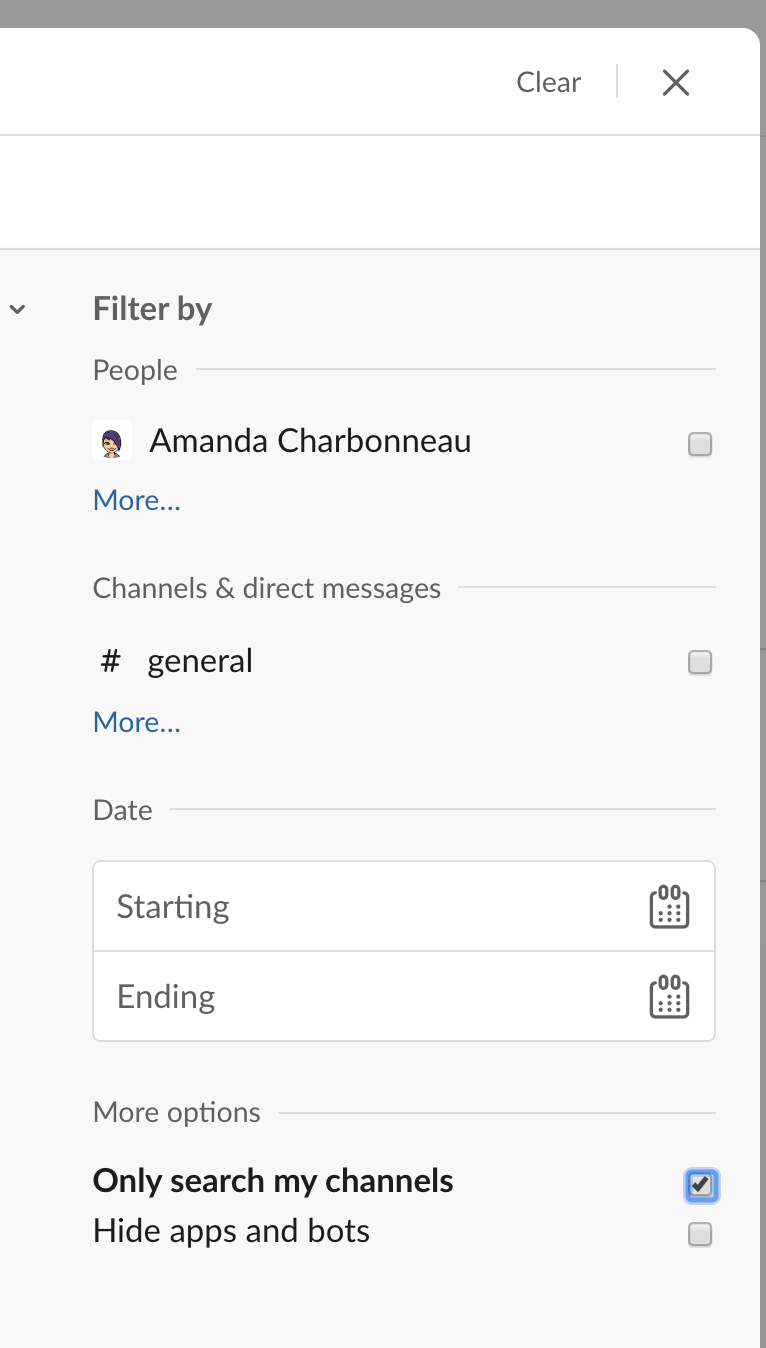 Clear
Filter by
People
Amanda Charbonneau
More...
Channels & direct messages
# general
More...
Date
Starting
Ending
More options
Only search my channels
Hide apps and bots